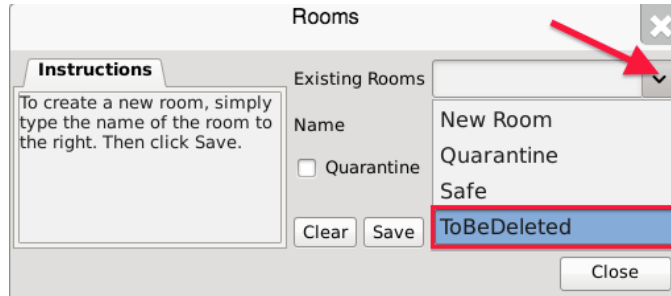 Rooms
Instructions
To create a new room, simply
type the name of the room to
the right. Then click Save.
Existing Rooms
Name
Quarantine
Clear Save
New Room
Quarantine
Safe
ToBeDeleted
Close